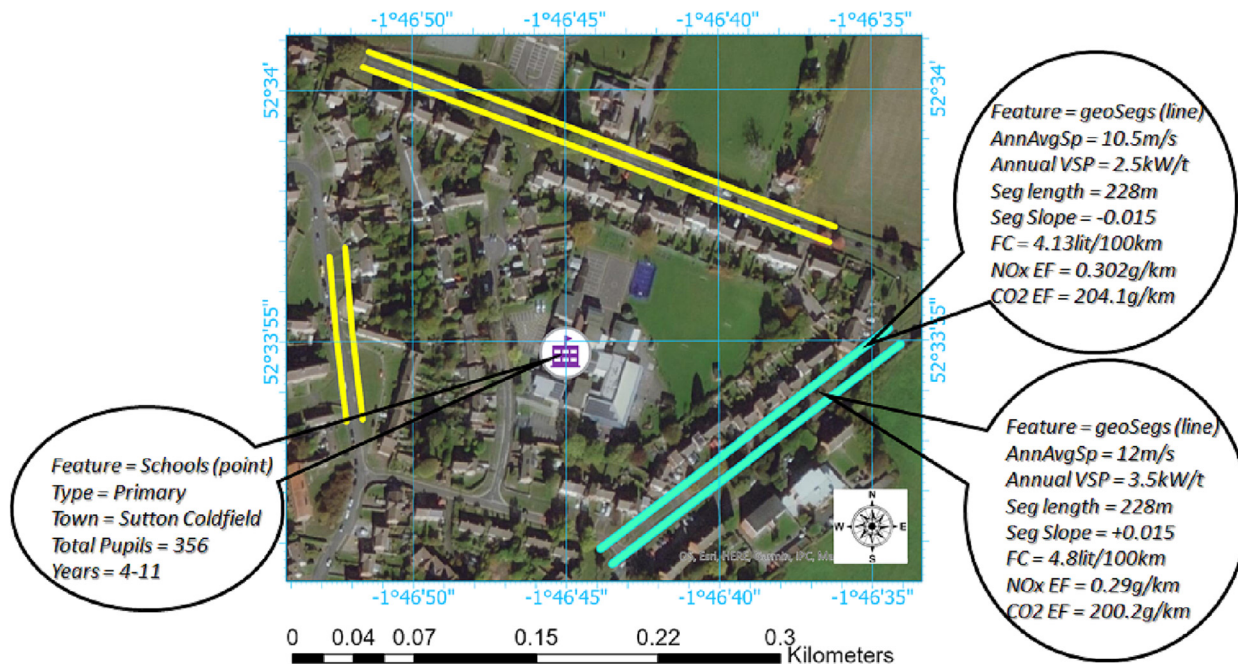 -1°46'50" -1°46'45" -1°46'40" -1°46'35"
52°34'
52°34'
52°33'55"
52°33'55"
Feature = geoSegs (line)
AnnAvgSp = 10.5m/s
Annual VSP = 2.5kW/t
Seg length = 228m
Seg Slope = -0.015
FC = 4.13lit/100km
NOx EF = 0.302g/km
CO2 EF = 204.1g/km
Feature = Schools (point)
Type = Primary
Town = Sutton Coldfield
Total Pupils = 356
Years = 4-11
Feature = geoSegs (line)
AnnAvgSp = 12m/s
Annual VSP = 3.5kW/t
Seg length = 228m
Seg Slope = +0.015
FC = 4.8lit/100km
NOx EF = 0.29g/km
CO2 EF = 200.2g/km
N
W E
S
Esri, HERE, Garmin,
-1°46'50" -1°46'45" -1°46'40" -1°46'35"
0 0.04 0.07 0.15 0.22 0.3
Kilometers